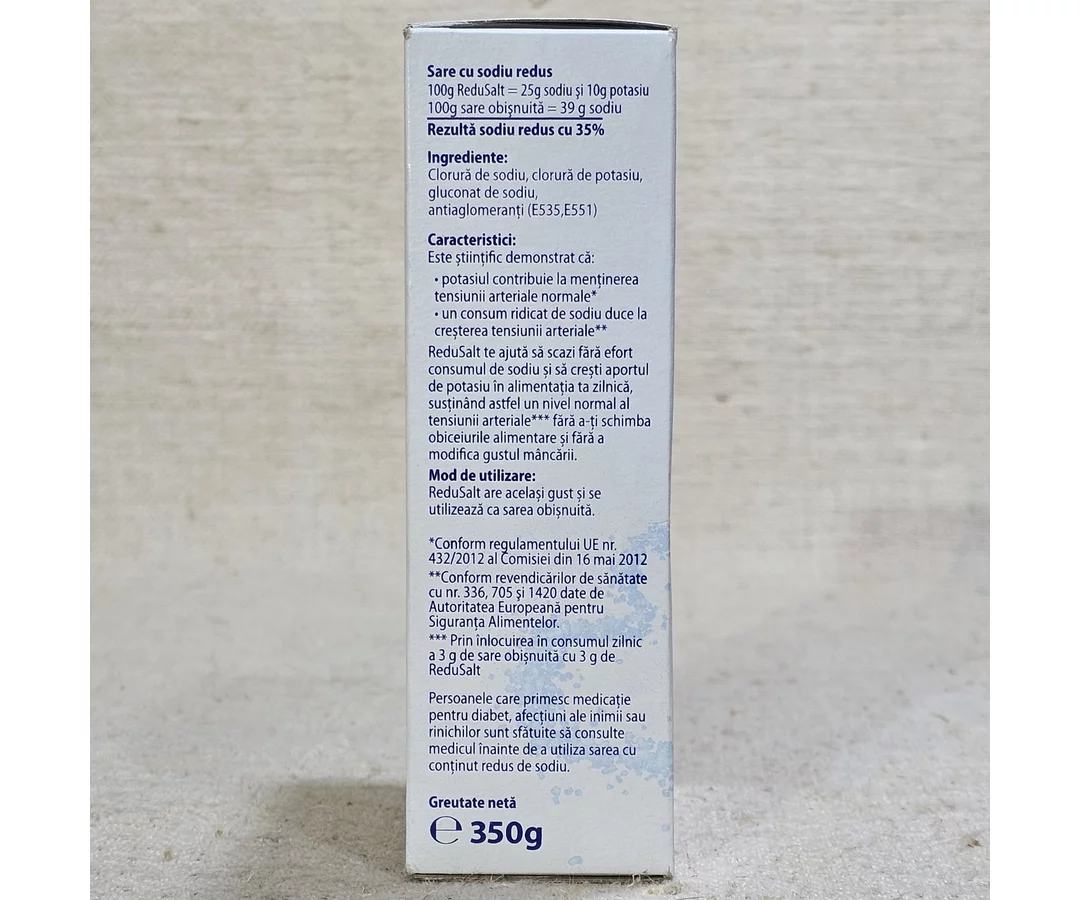 Sare cu sodiu redus
100g ReduSalt = 25g sodiu şi 10g potasiu
100g sare obişnuită = 39 g sodiu
Rezultă sodiu redus cu 35%
Ingrediente:
Clorură de sodiu, clorură de potasiu,
gluconat de sodiu,
antiaglomeranți (E535,E551)
Caracteristici:
Este științific demonstrat că:
• potasiul contribuie la menținerea
tensiunii arteriale normale*
• un consum ridicat de sodiu duce la
creșterea tensiunii arteriale**
ReduSalt te ajută să scazi fără efort
consumul de sodiu și să crești aportul
de potasiu în alimentația ta zilnică,
susținând astfel un nivel normal al
tensiunii arteriale*** fără a-ți schimba
obiceiurile alimentare și fără a
modifica gustul mâncării.
Mod de utilizare:
ReduSalt are același gust și se
utilizează ca sarea obișnuită.
*Conform regulamentului UE nr.
432/2012 al Comisiei din 16 mai 2012
**Conform revendicărilor de sănătate
cu nr. 336, 705 şi 1420 date de
Autoritatea Europeană pentru
Siguranța Alimentelor.
*** Prin înlocuirea în consumul zilnic
a 3 g de sare obișnuită cu 3 g de
ReduSalt
Persoanele care primesc medicație
pentru diabet, afecțiuni ale inimii sau
rinichilor sunt sfătuite să consulte
medicul înainte de a utiliza sarea cu
conținut redus de sodiu.
Greutate netă
℮ 350g